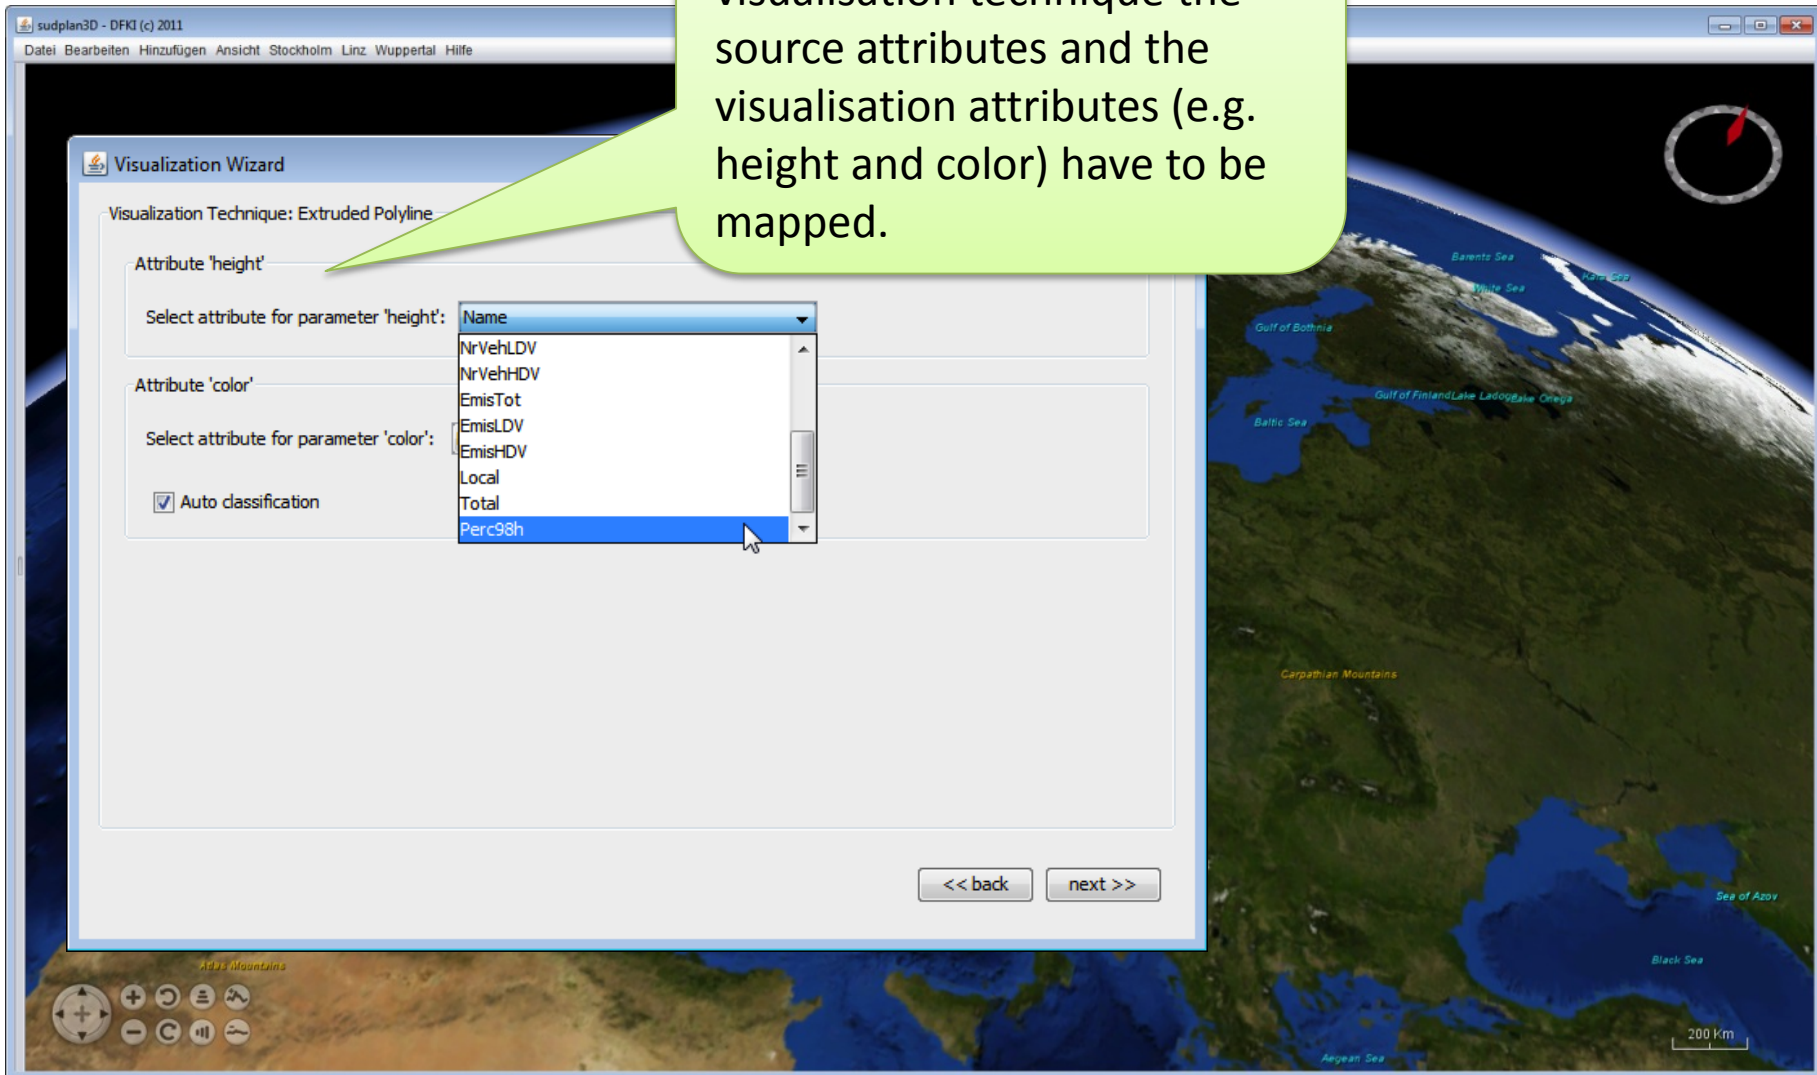 visualisation technique the
source attributes and the
visualisation attributes (e.g.
height and color) have to be
mapped.
sudplan3D - DFKI (c) 2011
Datei Bearbeiten Hinzufügen Ansicht Stockholm Linz Wuppertal Hilfe
Visualization Wizard
Visualization Technique: Extruded Polyline
Attribute 'height'
Select attribute for parameter 'height': Name
NrVehLDV
NrVehHDV
EmisTot
EmisLDV
EmisHDV
Local
Total
Perc98h
Attribute 'color'
Select attribute for parameter 'color':
Auto classification
<< back next >>
Barents Sea
Kara Sea
White Sea
Gulf of Bothnia
Gulf of Finland Lake Ladoga Lake Onega
Baltic Sea
Carpathian Mountains
Sea of Azov
Black Sea
Atlas Mountains
Aegean Sea
200 Km